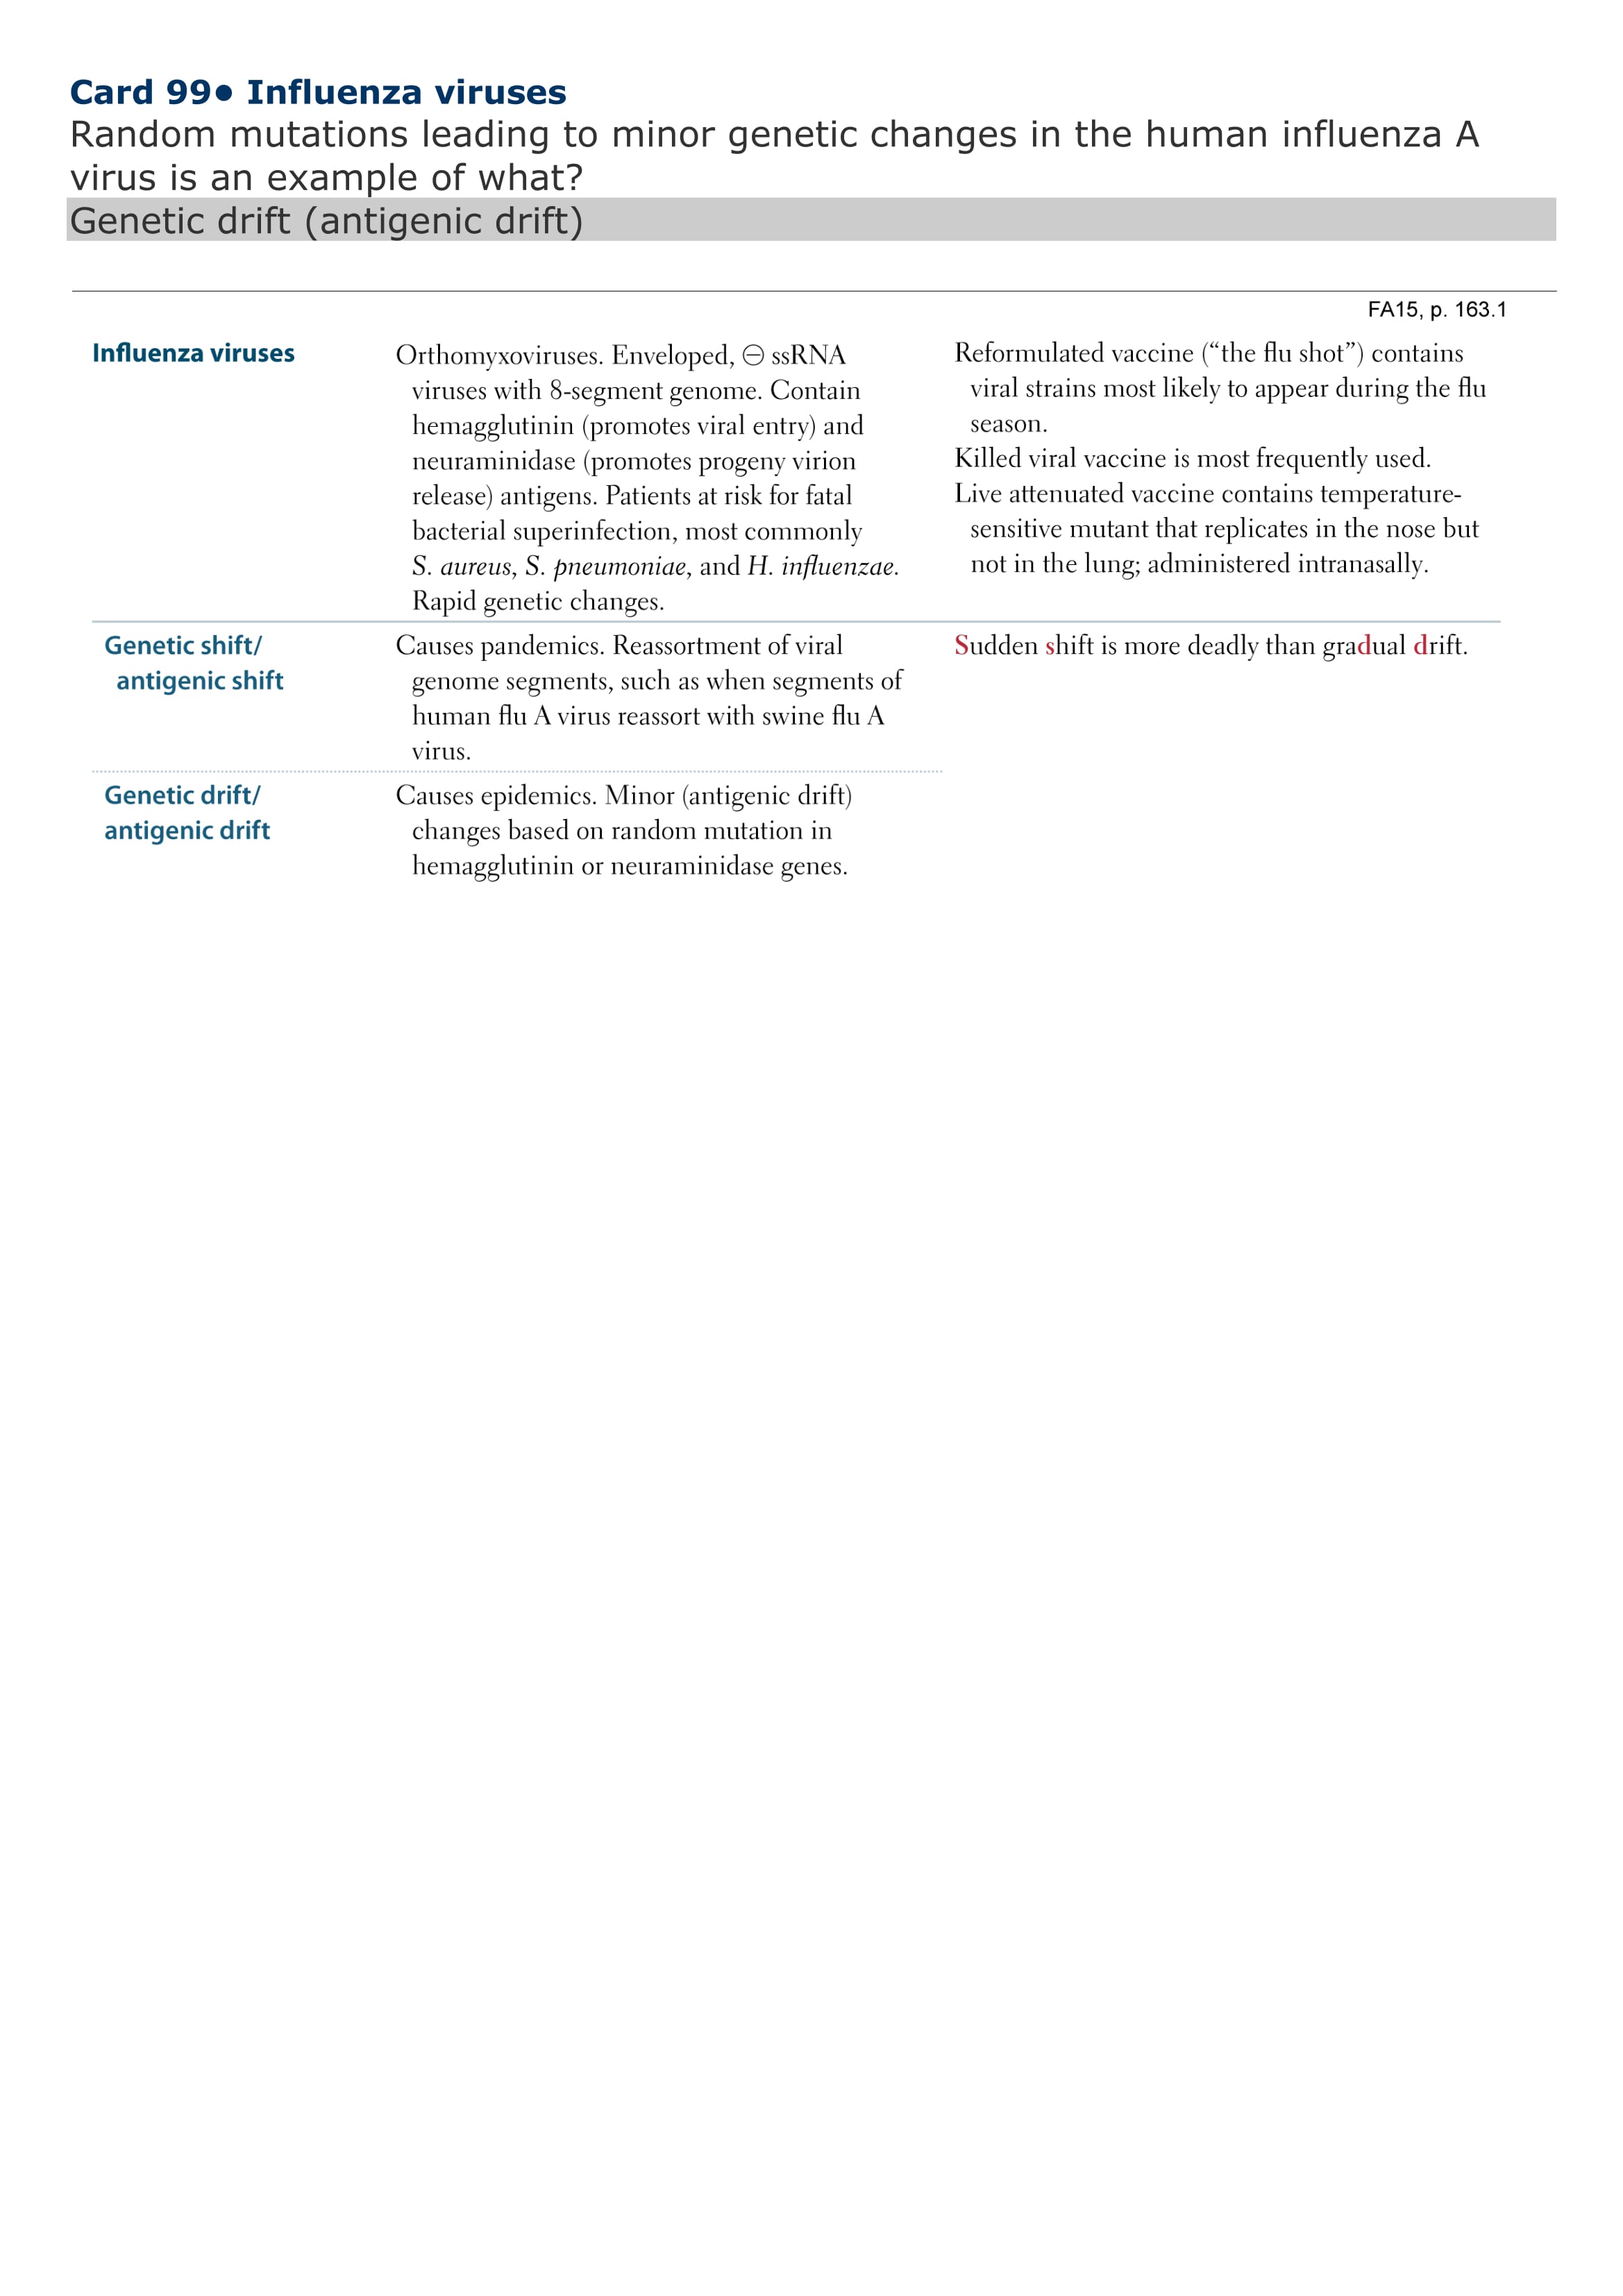 Card 99● Influenza viruses
Random mutations leading to minor genetic changes in the human influenza A
virus is an example of what?
Genetic drift (antigenic drift)
FA15, p. 163.1
Influenza viruses
Orthomyxoviruses. Enveloped, ⊖ ssRNA
viruses with 8-segment genome. Contain
hemagglutinin (promotes viral entry) and
neuraminidase (promotes progeny virion
release) antigens. Patients at risk for fatal
bacterial superinfection, most commonly
S. aureus, S. pneumoniae, and H. influenzae.
Rapid genetic changes.
Reformulated vaccine (“the flu shot”) contains
viral strains most likely to appear during the flu
season.
Killed viral vaccine is most frequently used.
Live attenuated vaccine contains temperature-
sensitive mutant that replicates in the nose but
not in the lung; administered intranasally.
Genetic shift/
antigenic shift
Causes pandemics. Reassortment of viral
genome segments, such as when segments of
human flu A virus reassort with swine flu A
virus.
Sudden shift is more deadly than gradual drift.
Genetic drift/
antigenic drift
Causes epidemics. Minor (antigenic drift)
changes based on random mutation in
hemagglutinin or neuraminidase genes.